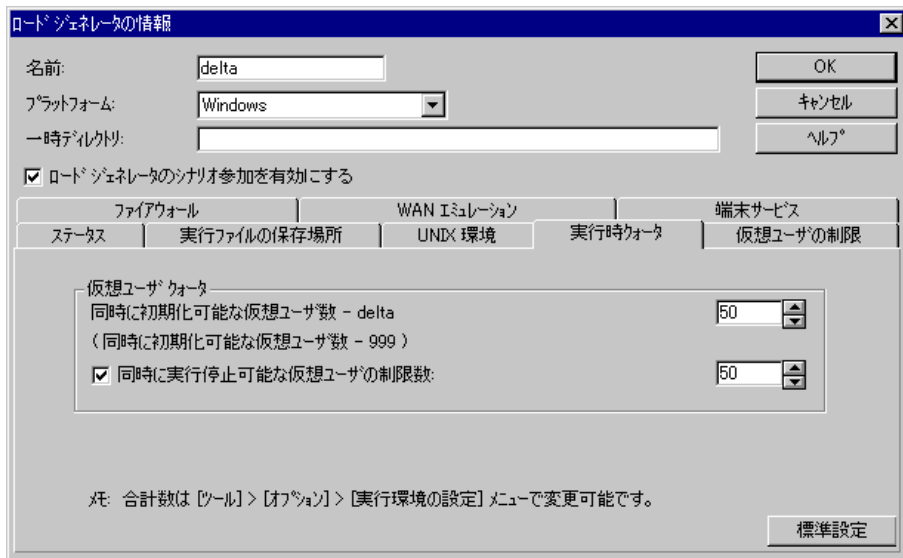 ロード ジェネレータの情報
名前: delta OK
プラットフォーム: Windows キャンセル
一時ディレクトリ: ヘルプ
ロード ジェネレータのシナリオ参加を有効にする
ファイアウォール WAN エミュレーション 端末サービス
ステータス 実行ファイルの保存場所 UNIX 環境 実行時クォータ 仮想ユーザの制限
仮想ユーザ クォータ
同時に初期化可能な仮想ユーザ数 - delta 50
( 同時に初期化可能な仮想ユーザ数 - 999 )
同時に実行停止可能な仮想ユーザの制限数: 50
メモ: 合計数は [ツール] > [オプション] > [実行環境の設定] メニューで変更可能です。
標準設定